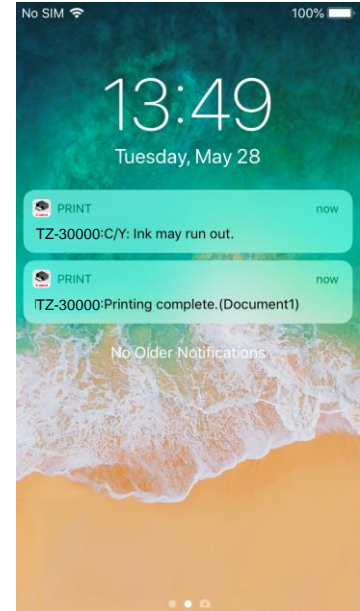 No SIM 100%
13:49
Tuesday, May 28
PRINT now
TZ-30000:C/Y: Ink may run out.
PRINT now
TZ-30000:Printing complete.(Document1)
No Older Notifications